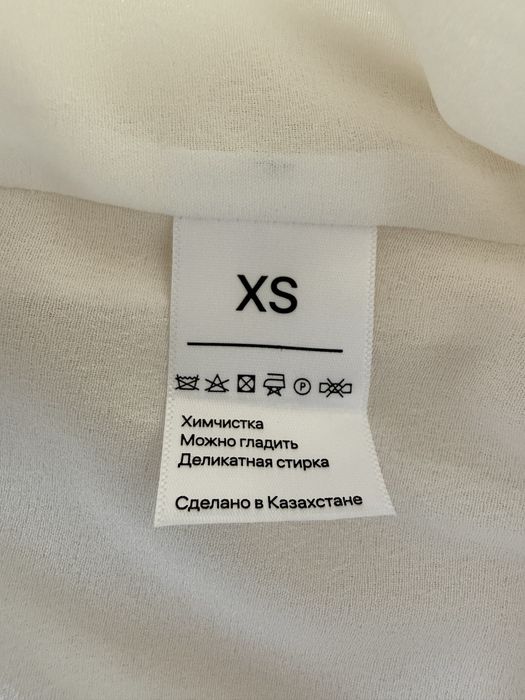 XS
P
Химчистка
Можно гладить
Деликатная стирка
Сделано в Казахстане